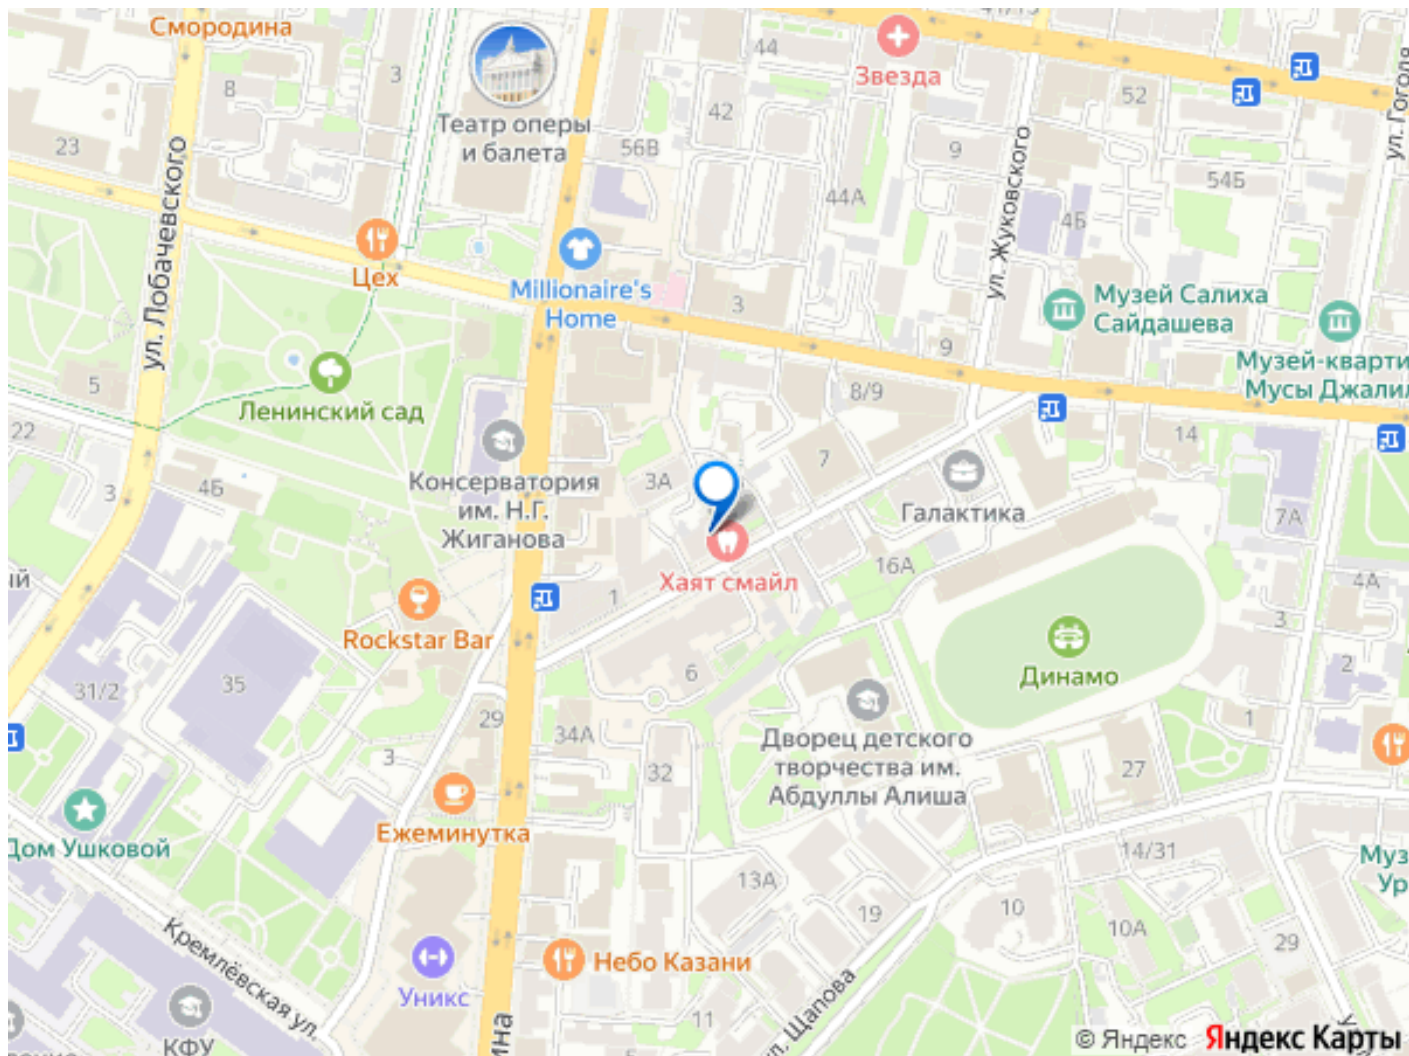 Смородина
44
Звезда
8
3
52
42
Театр оперы
и балета
56В
23
9
ул. Гоголя
ул. Лобачевского
ул. Жуковского
54Б
44А
4Б
Цех
Millionaire's
Home
3
Музей Салиха
Сайдашева
9
Музей-кварти
Мусы Джалил
5
8/9
Ленинский сад
22
14
Консерватория
им. Н.Г.
Жиганова
3А
7
4Б
3
Галактика
7А
16А
ый
Хаят смайл
4А
1
3
Rockstar Bar
2
6
35
31/2
Динамо
29
34А
1
Дворец детского
творчества им.
Абдуллы Алиша
3
32
27
Ежеминутка
Дом Ушковой
14/31
Муз
Ур
13А
19
10
10А
29
Кремлёвская ул.
Небо Казани
Уникс
ул. Щапова
11
ина
КФУ
© Яндекс Яндекс Карты